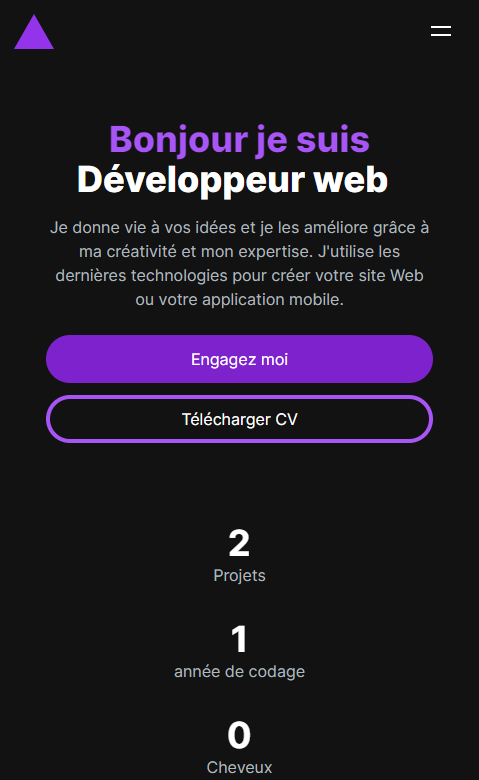 Bonjour je suis
Développeur web
Je donne vie à vos idées et je les améliore grâce à
ma créativité et mon expertise. J'utilise les
dernières technologies pour créer votre site Web
ou votre application mobile.
Engagez moi
Télécharger CV
2
Projets
1
année de codage
0
Cheveux